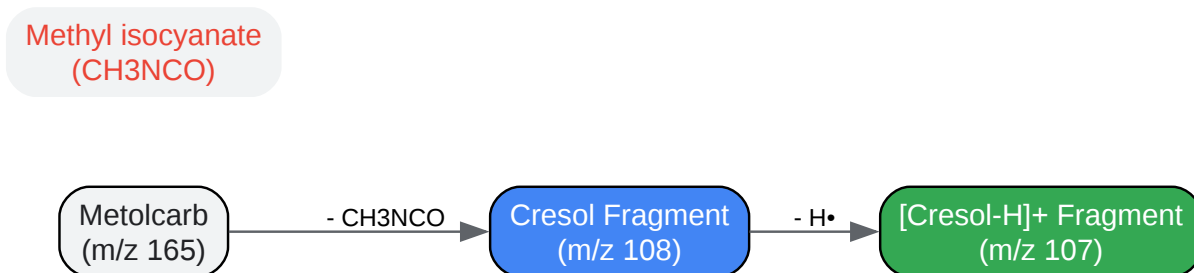 Methyl isocyanate
(CH3NCO)
Metolcarb
(m/z 165)
- CH3NCO
Cresol Fragment
(m/z 108)
- H•
[Cresol-H]+ Fragment
(m/z 107)